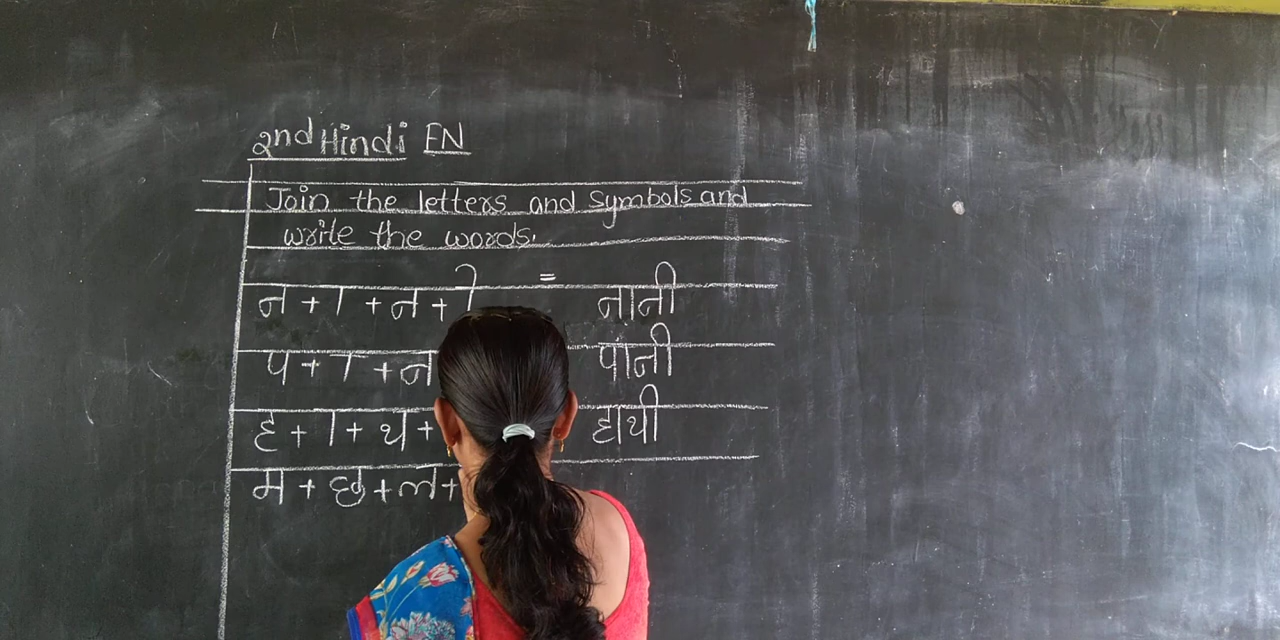 2nd Hindi FN
Join the letters and symbols and
write the words.
न + ा + न + ी = नानी
प + ा + न पानी
ह + ा + थ + हाथी
म + छ + ल +